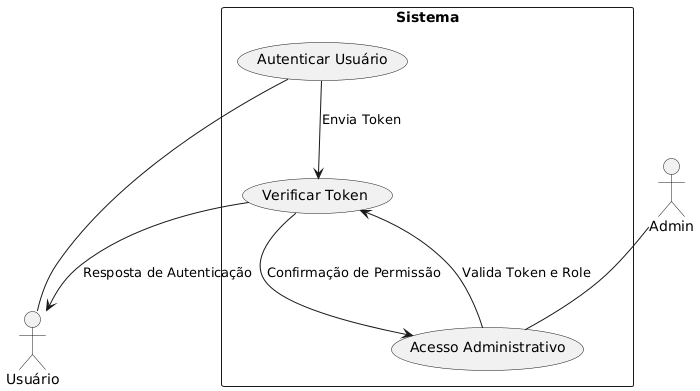 Sistema
Autenticar Usuário
Envia Token
Verificar Token
Admin
Resposta de Autenticação
Confirmação de Permissão
Valida Token e Role
Acesso Administrativo
Usuário